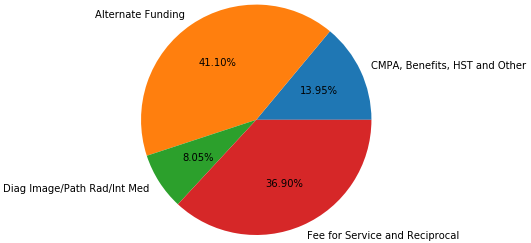 Alternate Funding
41.10%
CMPA, Benefits, HST and Other
13.95%
8.05%
Diag Image/Path Rad/Int Med
36.90%
Fee for Service and Reciprocal